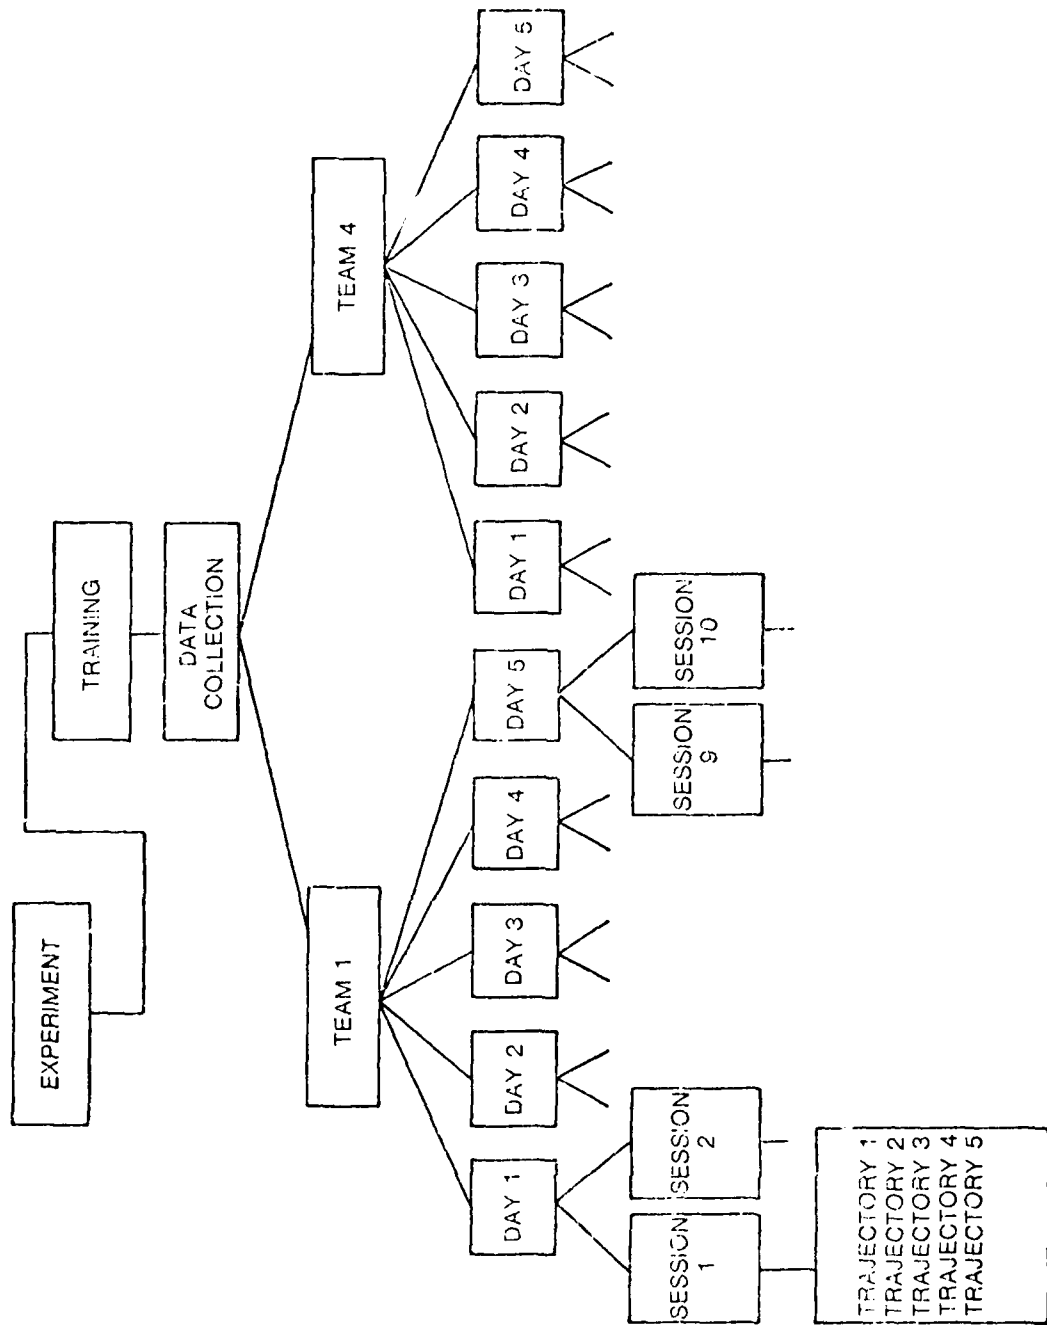 EXPERIMENT
TRAINING
DATA
COLLECTION
TEAM 1
TEAM 4
DAY 1
DAY 2
DAY 3
DAY 4
DAY 5
DAY 1
DAY 2
DAY 3
DAY 4
DAY 5
SESSION
1
SESSION
2
SESSION
9
SESSION
10
TRAJECTORY 1
TRAJECTORY 2
TRAJECTORY 3
TRAJECTORY 4
TRAJECTORY 5